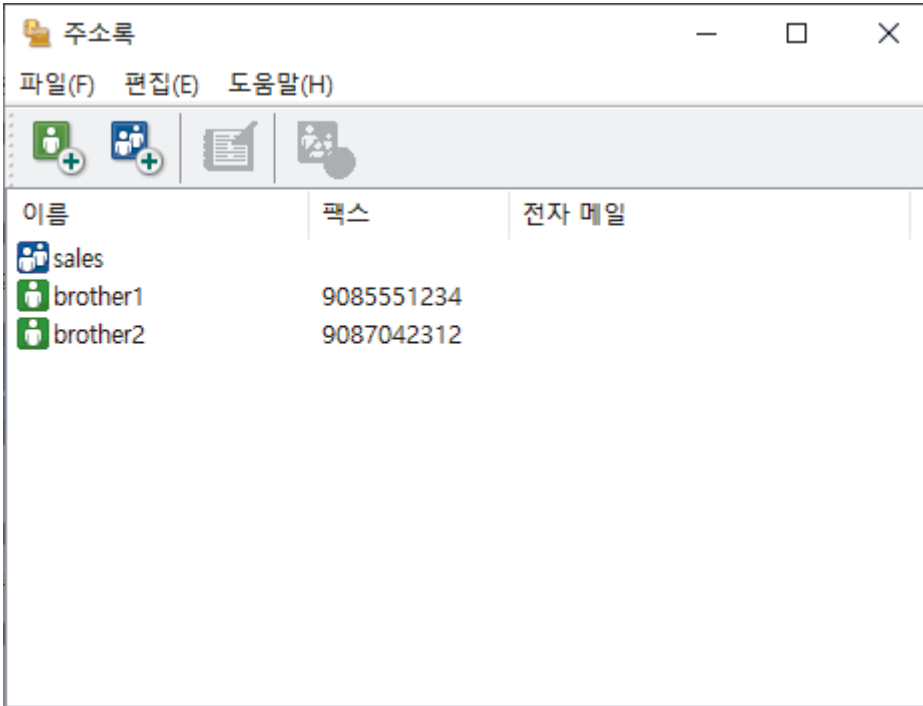 주소록
파일(F) 편집(E) 도움말(H)
이름 팩스 전자 메일
sales
brother1 9085551234
brother2 9087042312